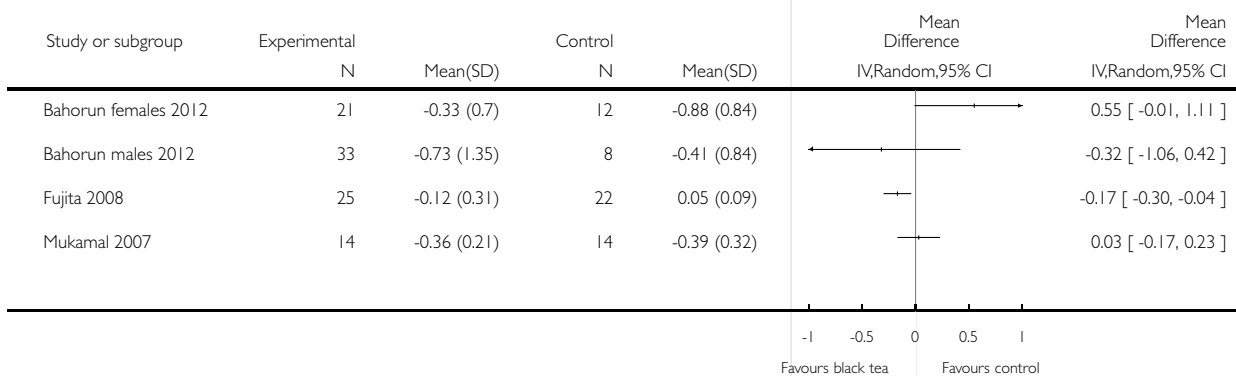 Mean Mean
Study or subgroup Experimental Control Difference Difference
N Mean(SD) N Mean(SD) IV,Random,95% CI IV,Random,95% CI
Bahorun females 2012 21 -0.33 (0.7) 12 -0.88 (0.84) 0.55 [ -0.01, 1.11 ]
Bahorun males 2012 33 -0.73 (1.35) 8 -0.41 (0.84) -0.32 [ -1.06, 0.42 ]
Fujita 2008 25 -0.12 (0.31) 22 0.05 (0.09) -0.17 [ -0.30, -0.04 ]
Mukamal 2007 14 -0.36 (0.21) 14 -0.39 (0.32) 0.03 [ -0.17, 0.23 ]
-1 -0.5 0 0.5 1
Favours black tea Favours control